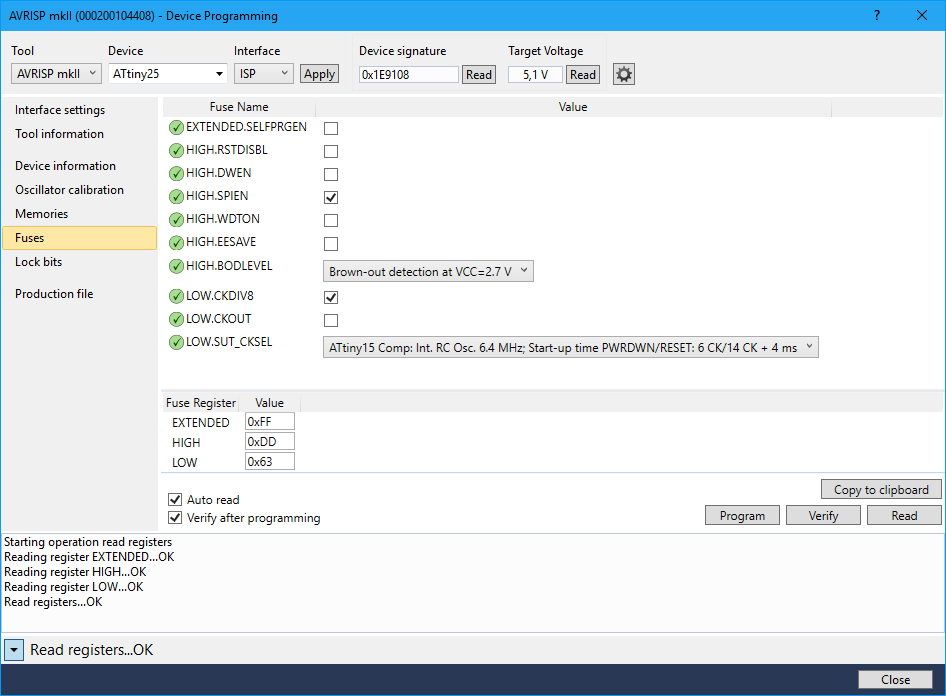 AVRISP mkII (000200104408) - Device Programming
?
Tool Device Interface Device signature Target Voltage
AVRISP mkII ATtiny25 ISP Apply 0x1E9108 Read 5,1 V Read
Interface settings
Tool information
Device information
Oscillator calibration
Memories
Fuses
Lock bits
Production file
Fuse Name Value
EXTENDED.SELFPRGEN
HIGH.RSTDISBL
HIGH.DWEN
HIGH.SPIEN
HIGH.WDTON
HIGH.EESAVE
HIGH.BODLEVEL Brown-out detection at VCC=2.7 V
LOW.CKDIV8
LOW.CKOUT
LOW.SUT_CKSEL ATtiny15 Comp: Int. RC Osc. 6.4 MHz; Start-up time PWRDWN/RESET: 6 CK/14 CK + 4 ms
Fuse Register Value
EXTENDED 0xFF
HIGH 0xDD
LOW 0x63
Copy to clipboard
Auto read
Verify after programming
Program Verify Read
Starting operation read registers
Reading register EXTENDED...OK
Reading register HIGH...OK
Reading register LOW...OK
Read registers...OK
Read registers...OK
Close